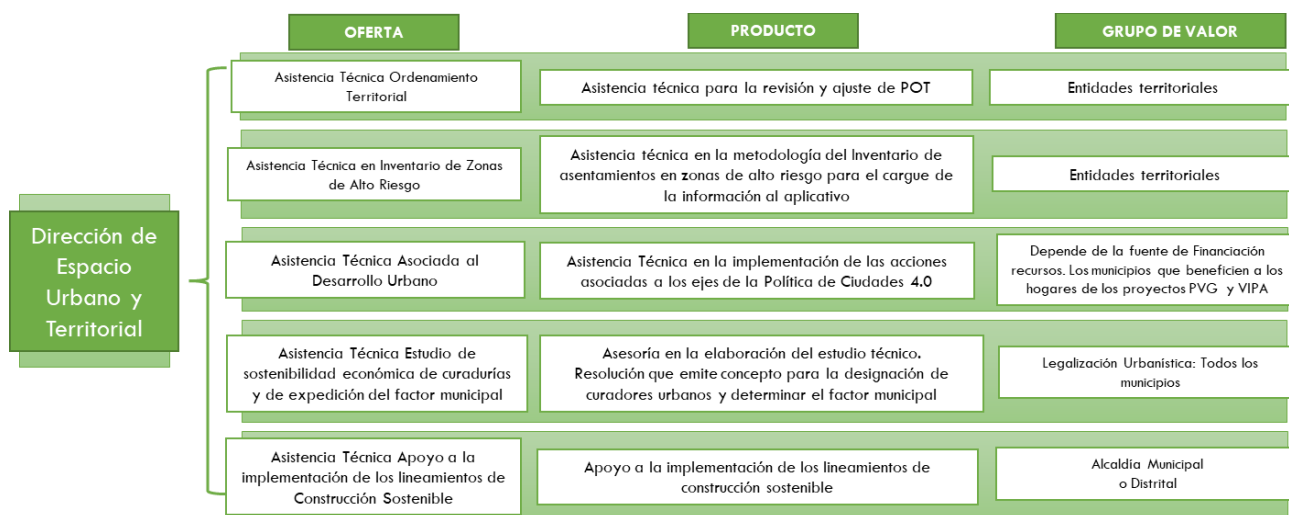 OFERTA
PRODUCTO
GRUPO DE VALOR
Dirección de
Espacio
Urbano y
Territorial
Asistencia Técnica Ordenamiento
Territorial
Asistencia técnica para la revisión y ajuste de POT
Entidades territoriales
Asistencia Técnica en Inventario de Zonas
de Alto Riesgo
Asistencia técnica en la metodología del Inventario de
asentamientos en zonas de alto riesgo para el cargue de
la información al aplicativo
Entidades territoriales
Asistencia Técnica Asociada al
Desarrollo Urbano
Asistencia Técnica en la implementación de las acciones
asociadas a los ejes de la Política de Ciudades 4.0
Depende de la fuente de Financiación
recursos. Los municipios que beneficien a los
hogares de los proyectos PVG y VIPA
Asistencia Técnica Estudio de
sostenibilidad económica de curadurías
y de expedición del factor municipal
Asesoría en la elaboración del estudio técnico.
Resolución que emite concepto para la designación de
curadores urbanos y determinar el factor municipal
Legalización Urbanística: Todos los
municipios
Asistencia Técnica Apoyo a la
implementación de los lineamientos de
Construcción Sostenible
Apoyo a la implementación de los lineamientos de
construcción sostenible
Alcaldía Municipal
o Distrital